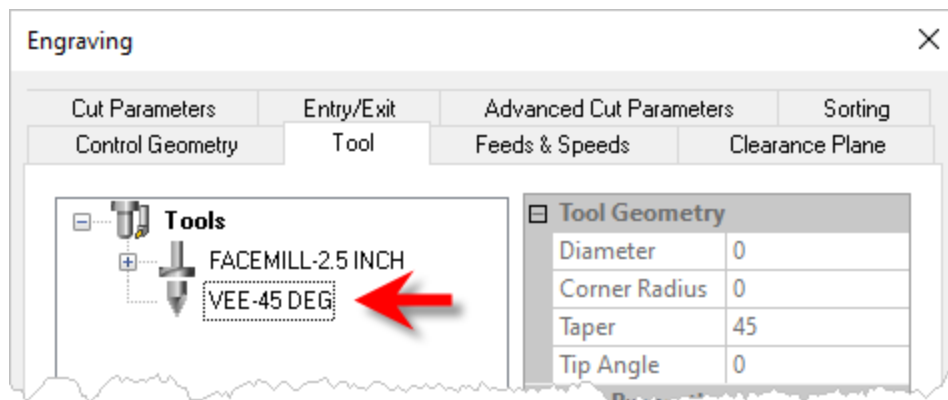 Engraving
Cut Parameters Entry/Exit Advanced Cut Parameters Sorting
Control Geometry Tool Feeds & Speeds Clearance Plane
Tools
FACEMILL-2.5 INCH
VEE-45 DEG
Tool Geometry
Diameter 0
Corner Radius 0
Taper 45
Tip Angle 0